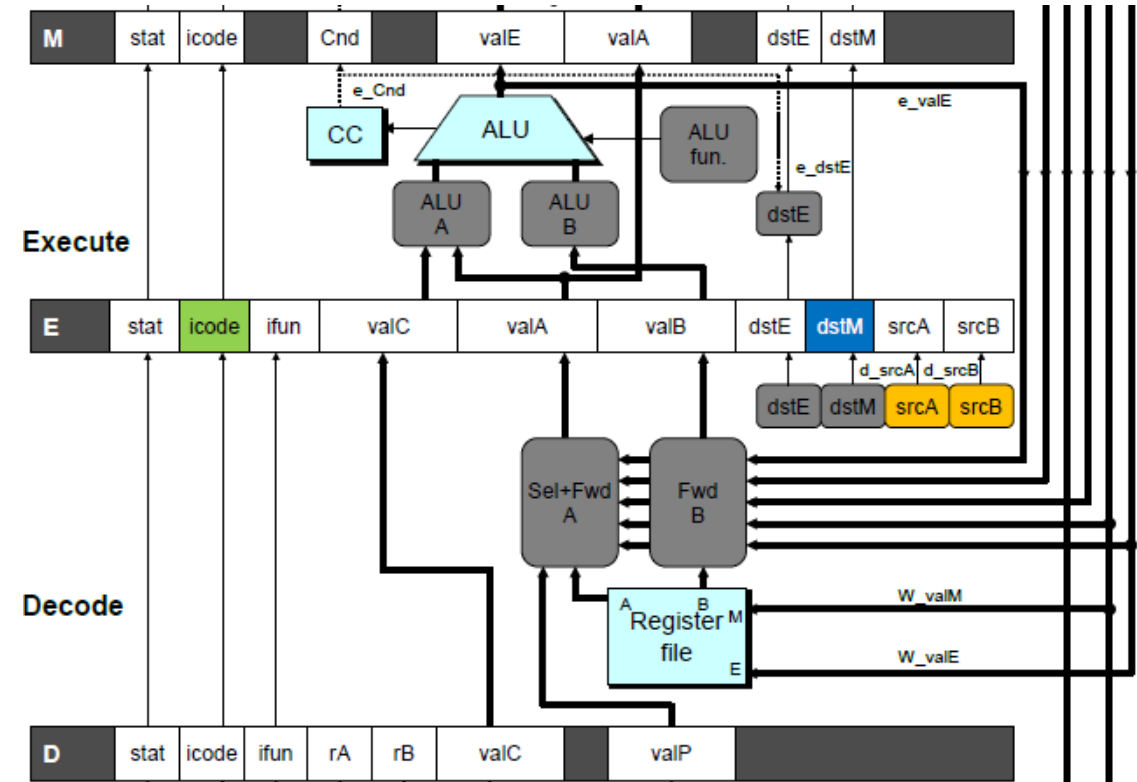 M stat icode Cnd valE valA dstE dstM
e_Cnd
e_valE
CC
ALU
ALU
fun.
e_dstE
ALU
A
ALU
B
dstE
Execute
E stat icode ifun valC valA valB dstE dstM srcA srcB
d_srcA d_srcB
dstE dstM srcA srcB
Sel+Fwd
A
Fwd
B
Decode
A B M
Register
file
E
W_valM
W_valE
D stat icode ifun rA rB valC valP